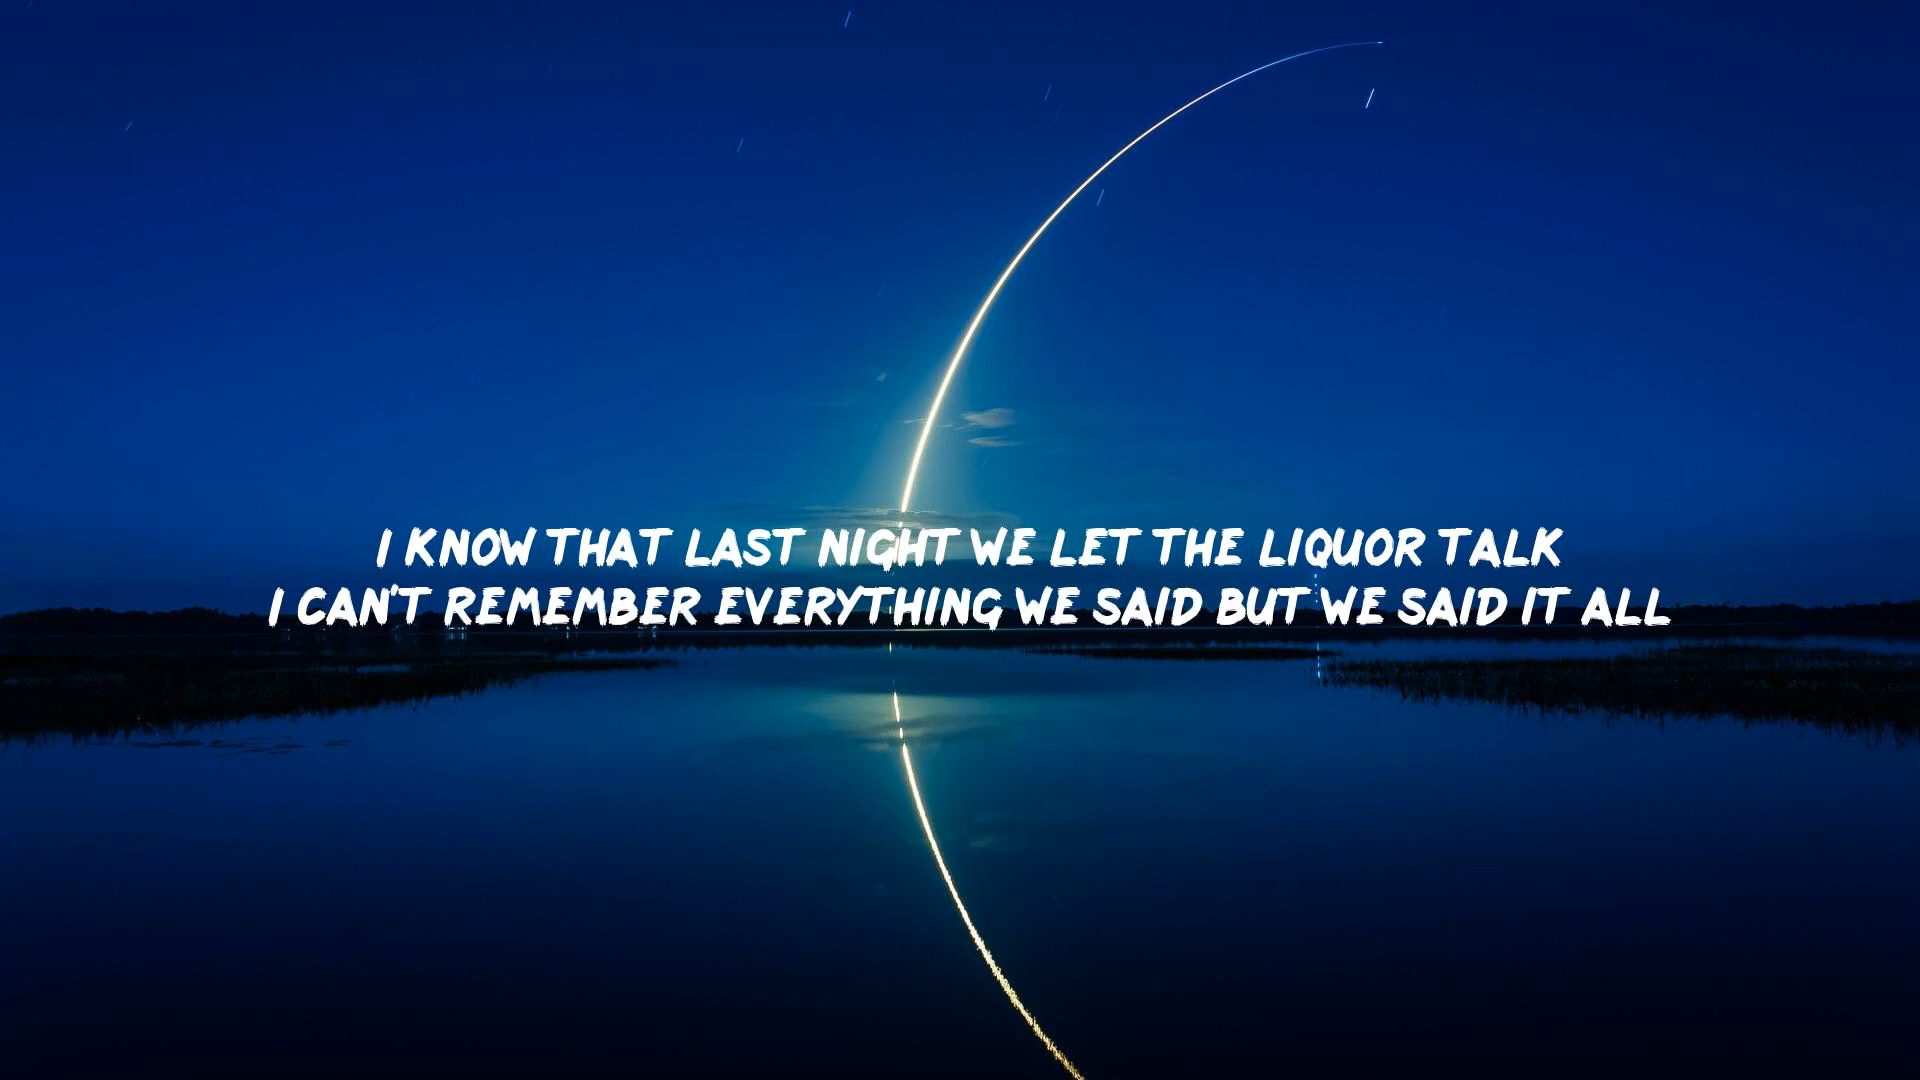 I KNOW THAT LAST NIGHT WE LET THE LIQUOR TALK
I CAN'T REMEMBER EVERYTHING WE SAID BUT WE SAID IT ALL